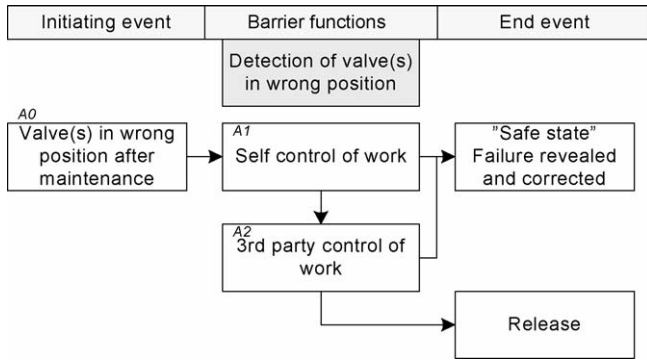 Initiating event
Barrier functions
End event
Detection of valve(s)
in wrong position
A0
Valve(s) in wrong
position after
maintenance
A1
Self control of work
"Safe state"
Failure revealed
and corrected
A2
3rd party control of
work
Release